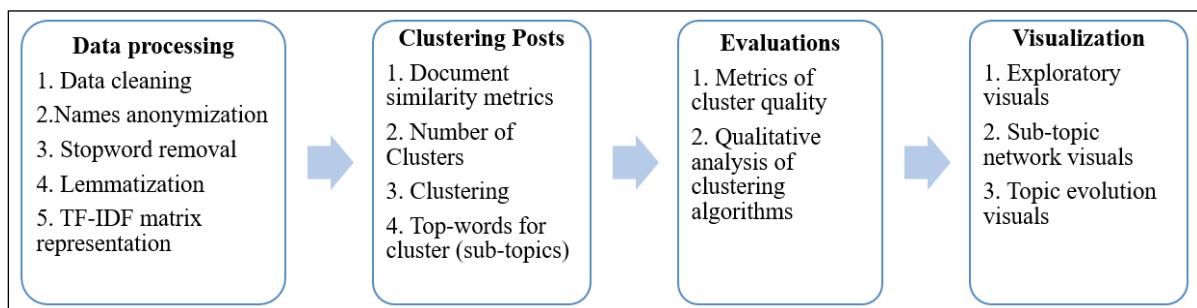 Data processing
1. Data cleaning
2.Names anonymization
3. Stopword removal
4. Lemmatization
5. TF-IDF matrix
representation
Clustering Posts
1. Document
similarity metrics
2. Number of
Clusters
3. Clustering
4. Top-words for
cluster (sub-topics)
Evaluations
1. Metrics of
cluster quality
2. Qualitative
analysis of
clustering
algorithms
Visualization
1. Exploratory
visuals
2. Sub-topic
network visuals
3. Topic evolution
visuals